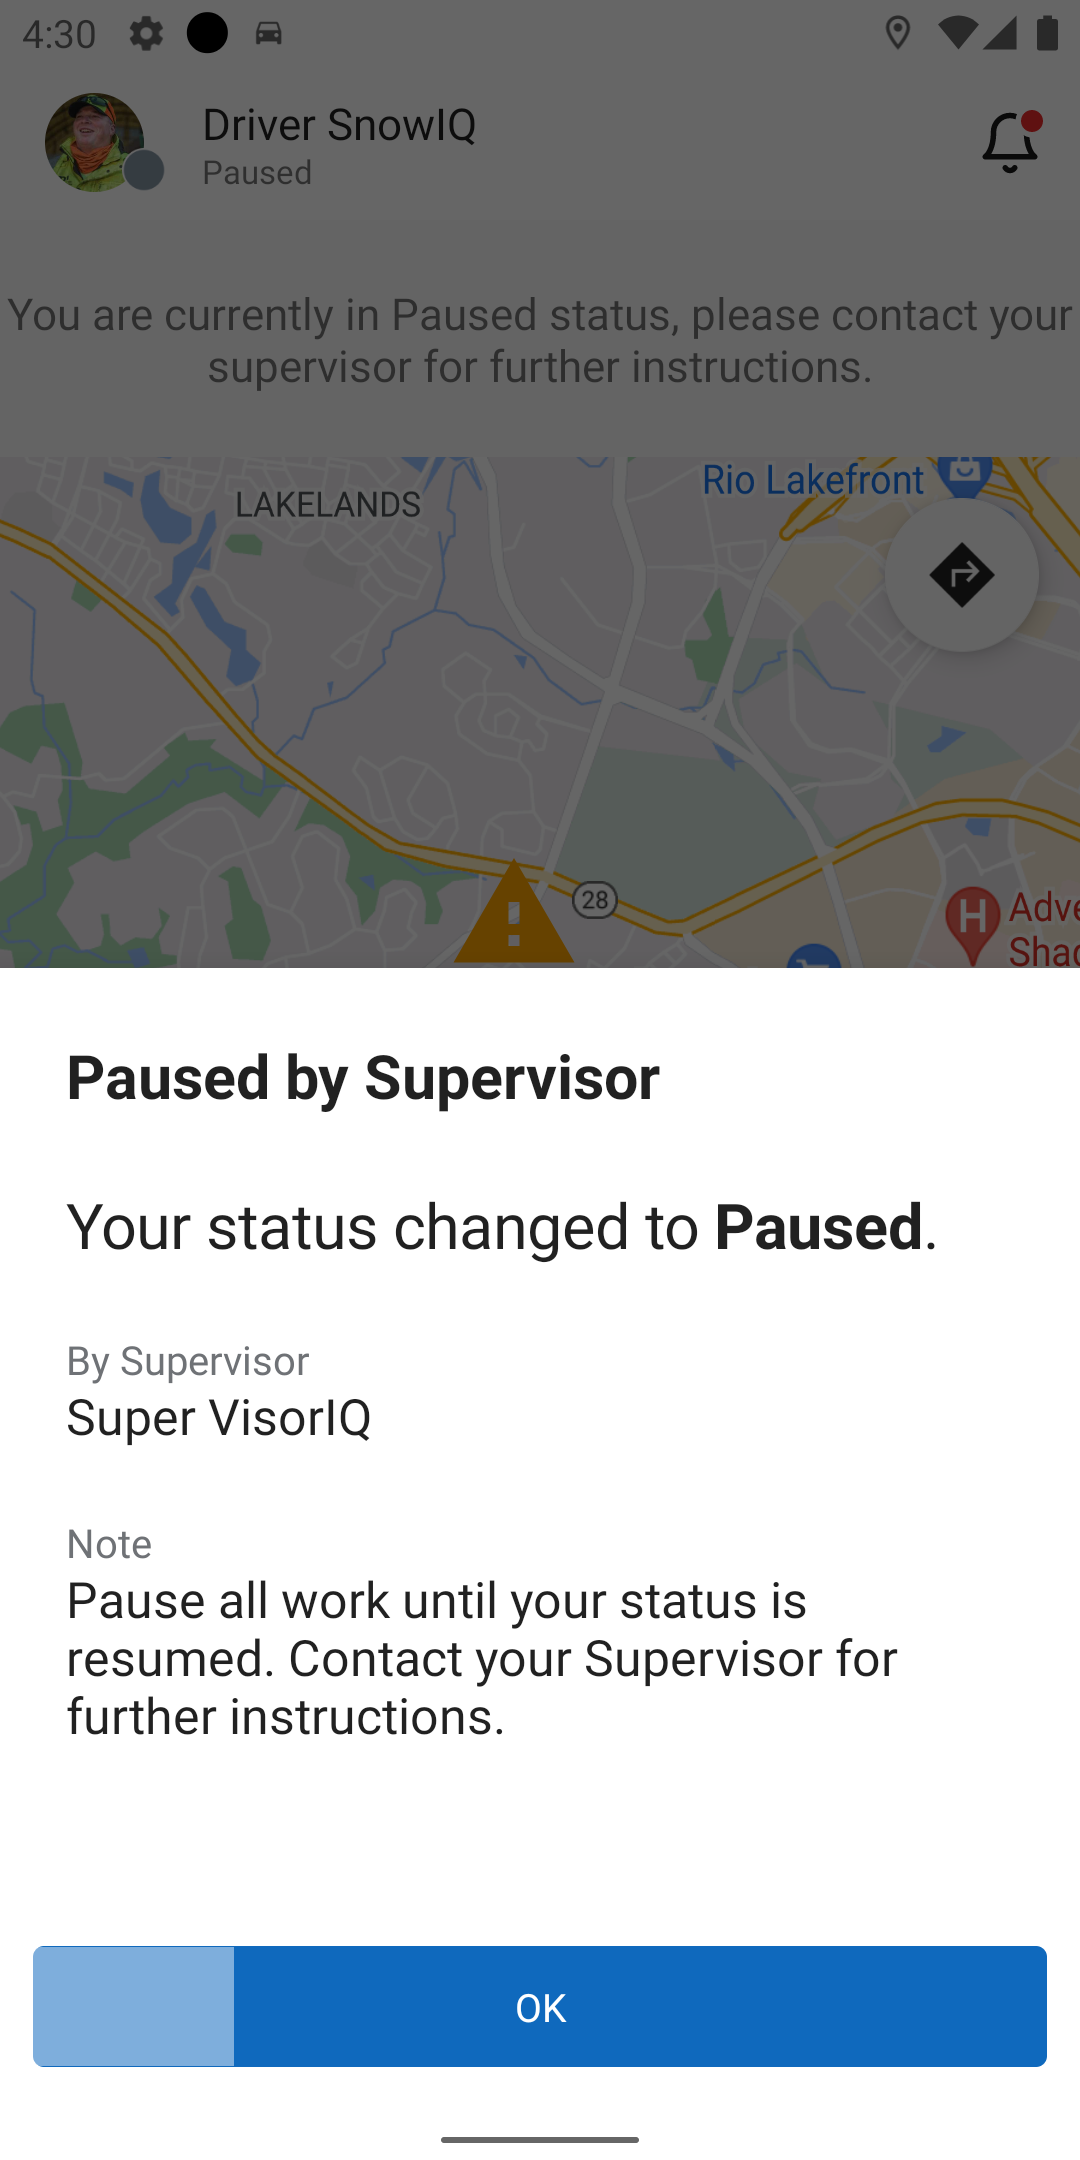 4:30
Driver SnowIQ
Paused
You are currently in Paused status, please contact your
supervisor for further instructions.
Rio Lakefront
LAKELANDS
28
H Adve
Shad
Paused by Supervisor
Your status changed to Paused.
By Supervisor
Super VisorIQ
Note
Pause all work until your status is
resumed. Contact your Supervisor for
further instructions.
OK